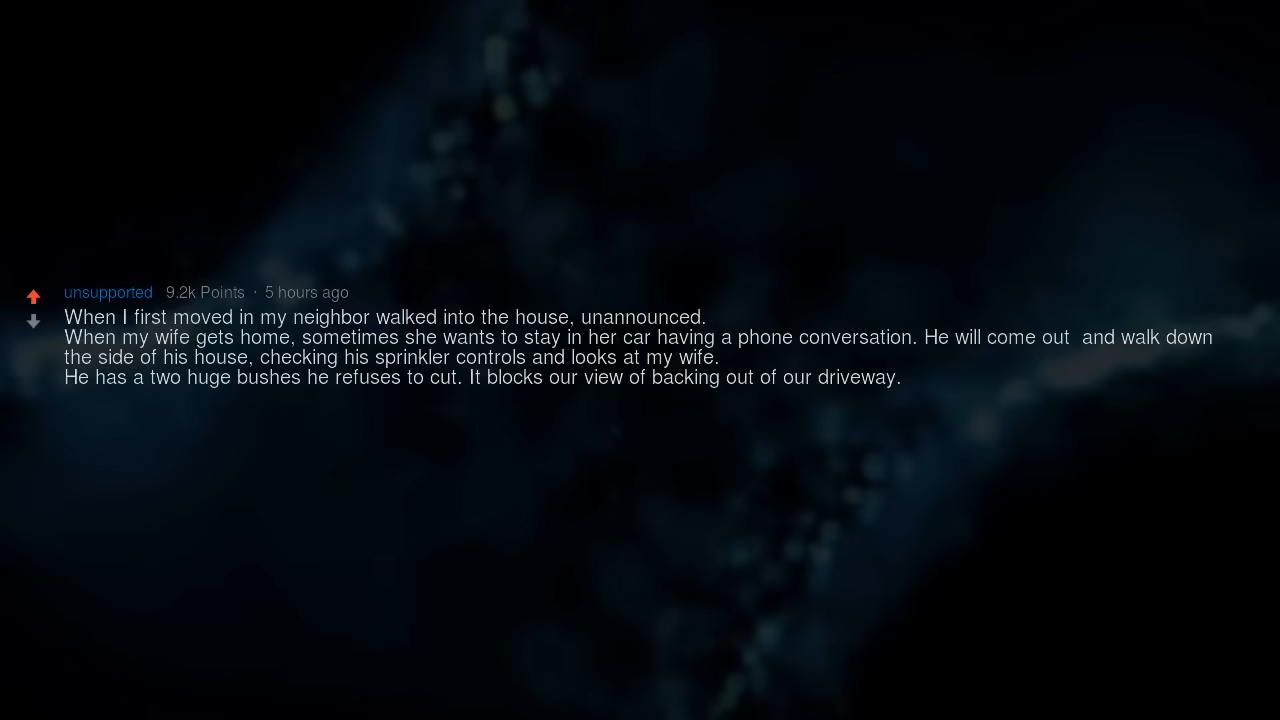 unsupported 9.2k Points · 5 hours ago
When I first moved in my neighbor walked into the house, unannounced.
When my wife gets home, sometimes she wants to stay in her car having a phone conversation. He will come out  and walk down
the side of his house, checking his sprinkler controls and looks at my wife.
He has a two huge bushes he refuses to cut. It blocks our view of backing out of our driveway.